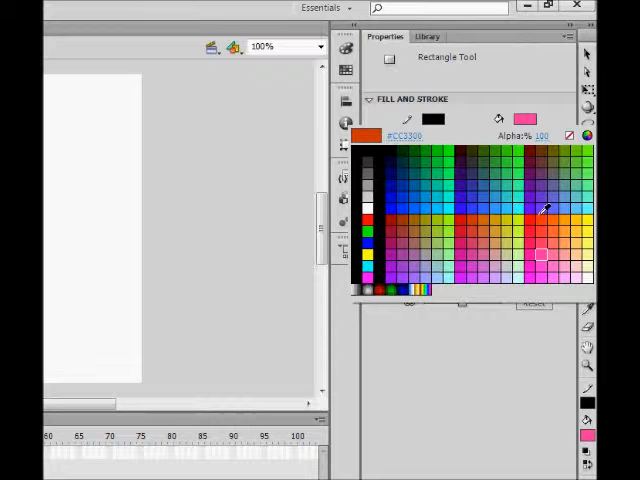 Essentials
100%
Properties Library
Rectangle Tool
FILL AND STROKE
#CC3300 Alpha:% 100
Reset
60 65 70 75 80 85 90 95 100